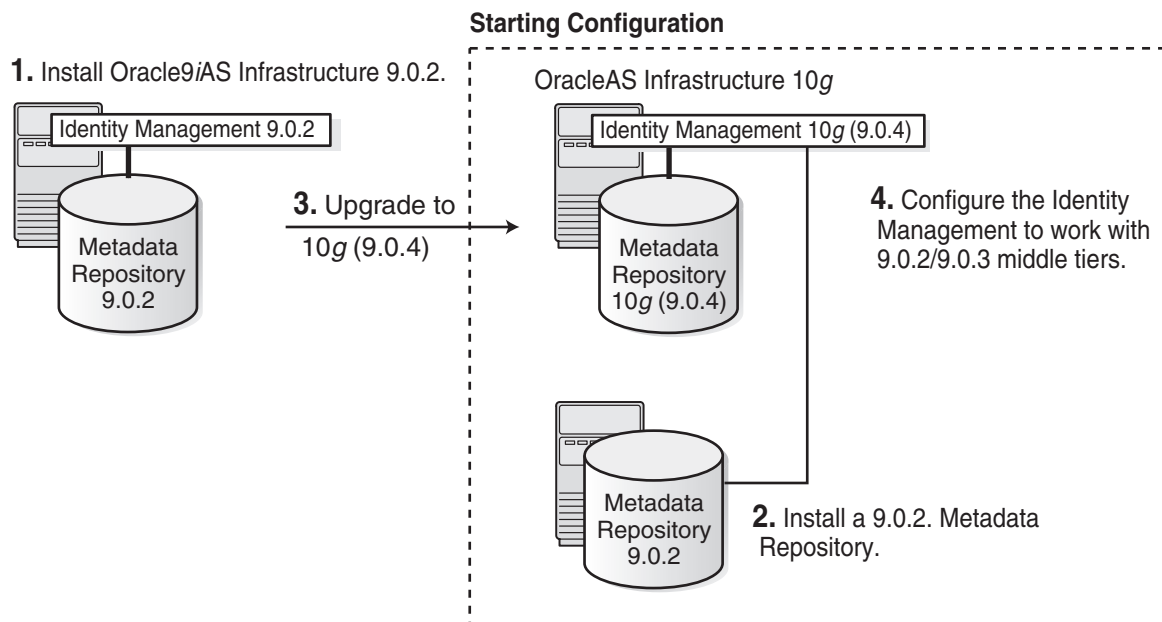 Starting Configuration
1. Install Oracle9iAS Infrastructure 9.0.2.
Identity Management 9.0.2
Metadata
Repository
9.0.2
3. Upgrade to
10g (9.0.4)
OracleAS Infrastructure 10g
Identity Management 10g (9.0.4)
Metadata
Repository
10g (9.0.4)
4. Configure the Identity
Management to work with
9.0.2/9.0.3 middle tiers.
Metadata
Repository
9.0.2
2. Install a 9.0.2. Metadata
Repository.